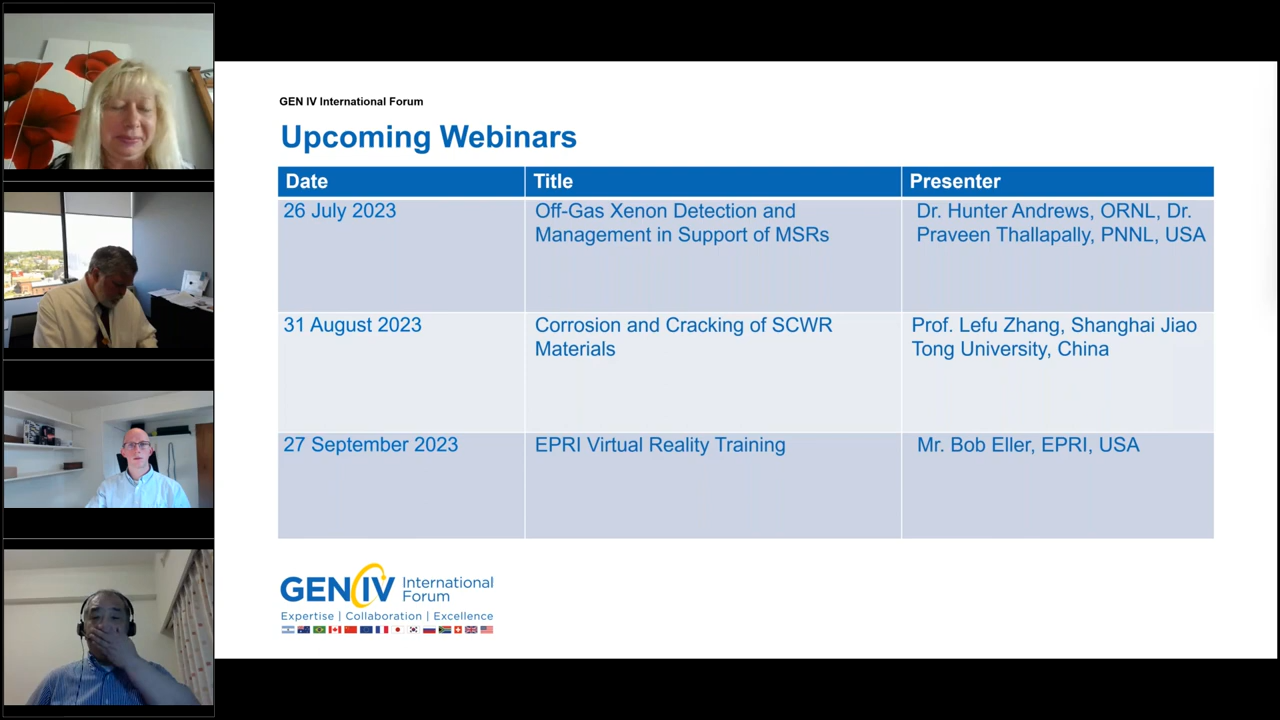 GEN IV International Forum
Upcoming Webinars
Date Title Presenter
26 July 2023
Off-Gas Xenon Detection and
Management in Support of MSRs
Dr. Hunter Andrews, ORNL, Dr.
Praveen Thallapally, PNNL, USA
31 August 2023
Corrosion and Cracking of SCWR
Materials
Prof. Lefu Zhang, Shanghai Jiao
Tong University, China
27 September 2023
EPRI Virtual Reality Training
Mr. Bob Eller, EPRI, USA
GEN IV International
Forum
Expertise | Collaboration | Excellence